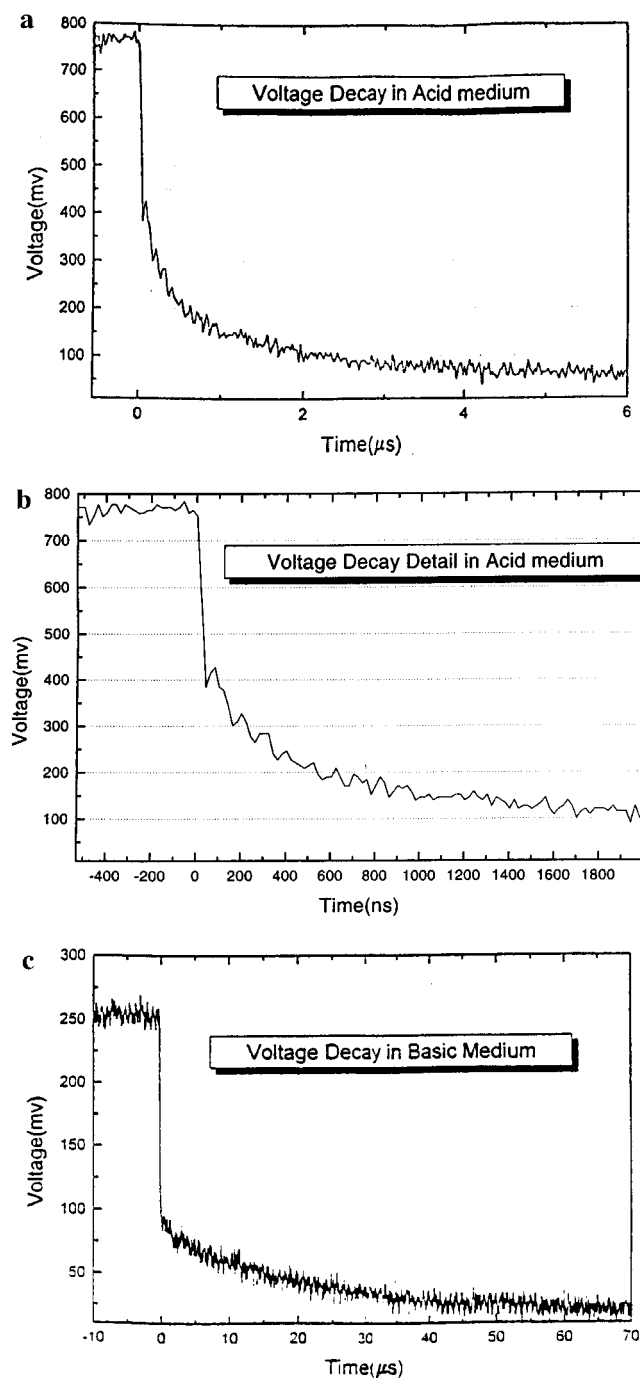 a
Voltage Decay in Acid medium
Voltage(mv)
800
700
600
500
400
300
200
100
0
2
4
6
Time(μs)
b
Voltage Decay Detail in Acid medium
Voltage(mv)
800
700
600
500
400
300
200
100
-400 -200 0 200 400 600 800 1000 1200 1400 1600 1800
Time(ns)
c
Voltage Decay in Basic Medium
Voltage(mv)
300
250
200
150
100
50
-10 0 10 20 30 40 50 60 70
Time(μs)